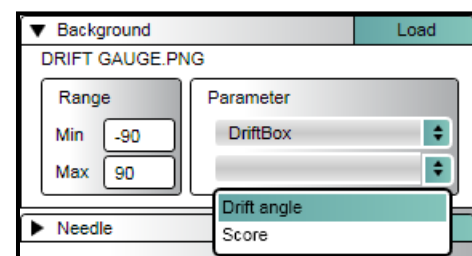 Background Load
DRIFT GAUGE.PNG
Range Parameter
Min -90 DriftBox
Max 90
Drift angle
Needle Score